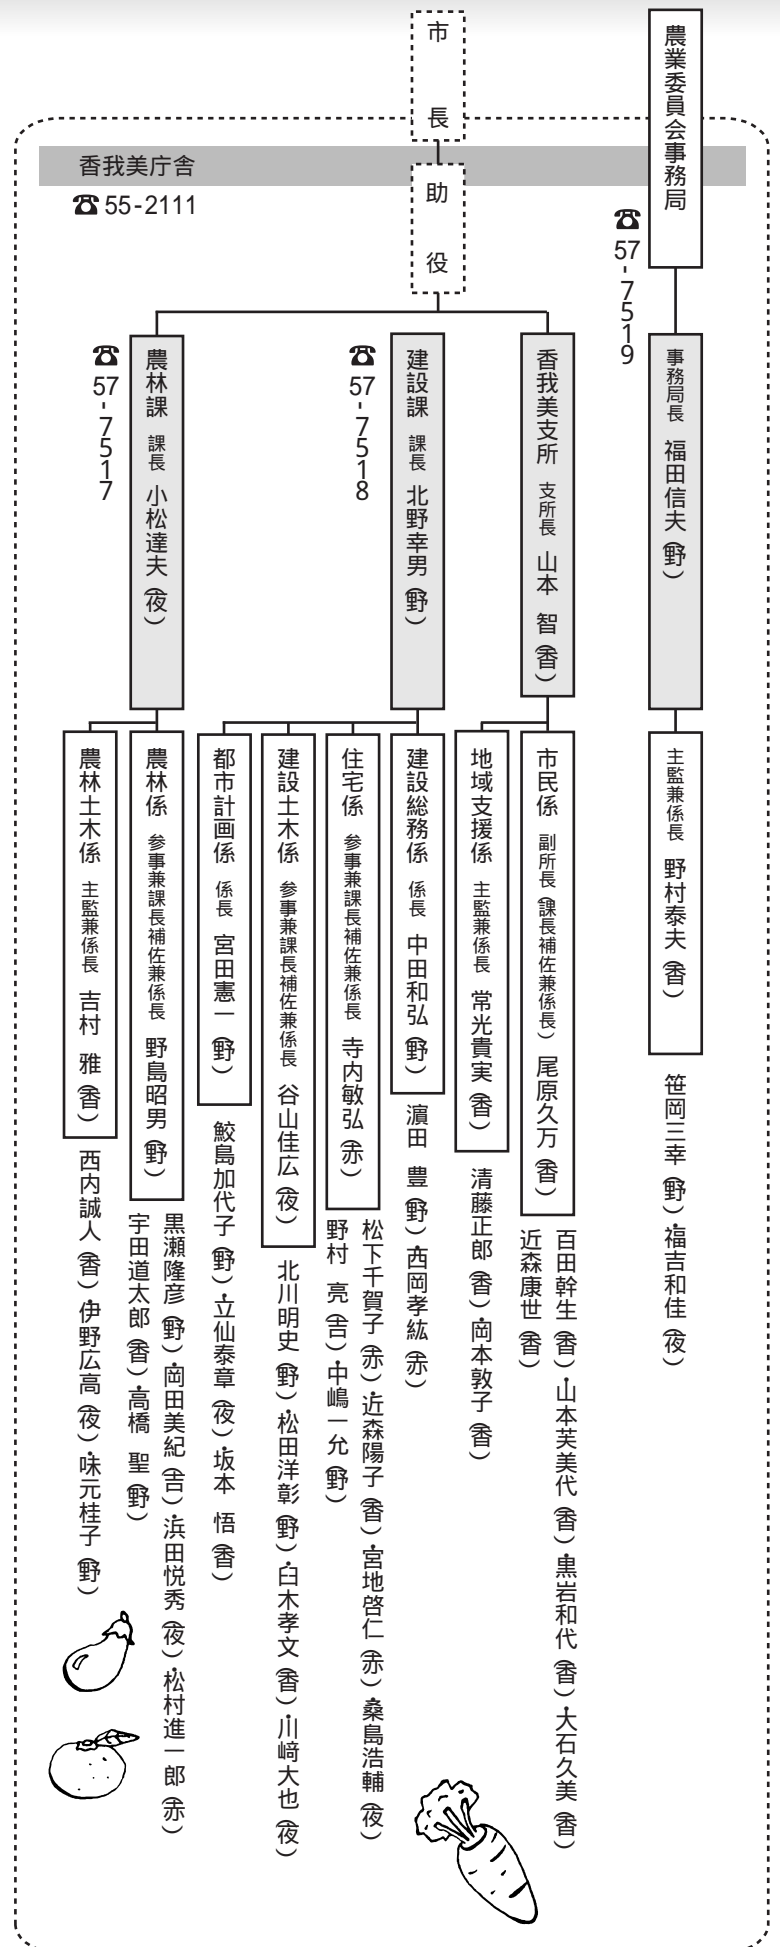 市長
助役
香我美庁舎
☎55-2111
農業委員会事務局
☎57-7519
事務局長 福田信夫（野）
主監兼係長 野村泰夫（香）
笹岡三幸（野）・福吉和佳（夜）
香我美支所 支所長 山本 智（香）
市民係 副所長（課長補佐兼係長） 尾原久万（香）
百田幹生（香）・山本芙美代（香）・黒岩和代（香）・大石久美（香）
近森康世（香）
地域支援係 主監兼係長 常光貴実（香）
清藤正郎（香）・岡本敦子（香）
建設課 課長 北野幸男（野）
☎57-7518
建設総務係 係長 中田和弘（野）
濵田 豊（野）・西岡孝紘（赤）
住宅係 参事兼課長補佐兼係長 寺内敏弘（赤）
松下千賀子（赤）・近森陽子（香）・宮地啓仁（赤）・桑島浩輔（夜）
野村 亮（吉）・中嶋一允（野）
建設土木係 参事兼課長補佐兼係長 谷山佳広（夜）
北川明史（野）・松田洋彰（野）・臼木孝文（香）・川﨑大也（夜）
都市計画係 係長 宮田憲一（野）
鮫島加代子（野）・立仙泰章（夜）・坂本 悟（香）
農林課 課長 小松達夫（夜）
☎57-7517
農林係 参事兼課長補佐兼係長 野島昭男（野）
黒瀬隆彦（野）・岡田美紀（吉）・浜田悦秀（夜）・松村進一郎（赤）
宇田道太郎（香）・高橋 聖（野）
農林土木係 主監兼係長 吉村 雅（香）
西内誠人（香）・伊野広高（夜）・味元桂子（野）